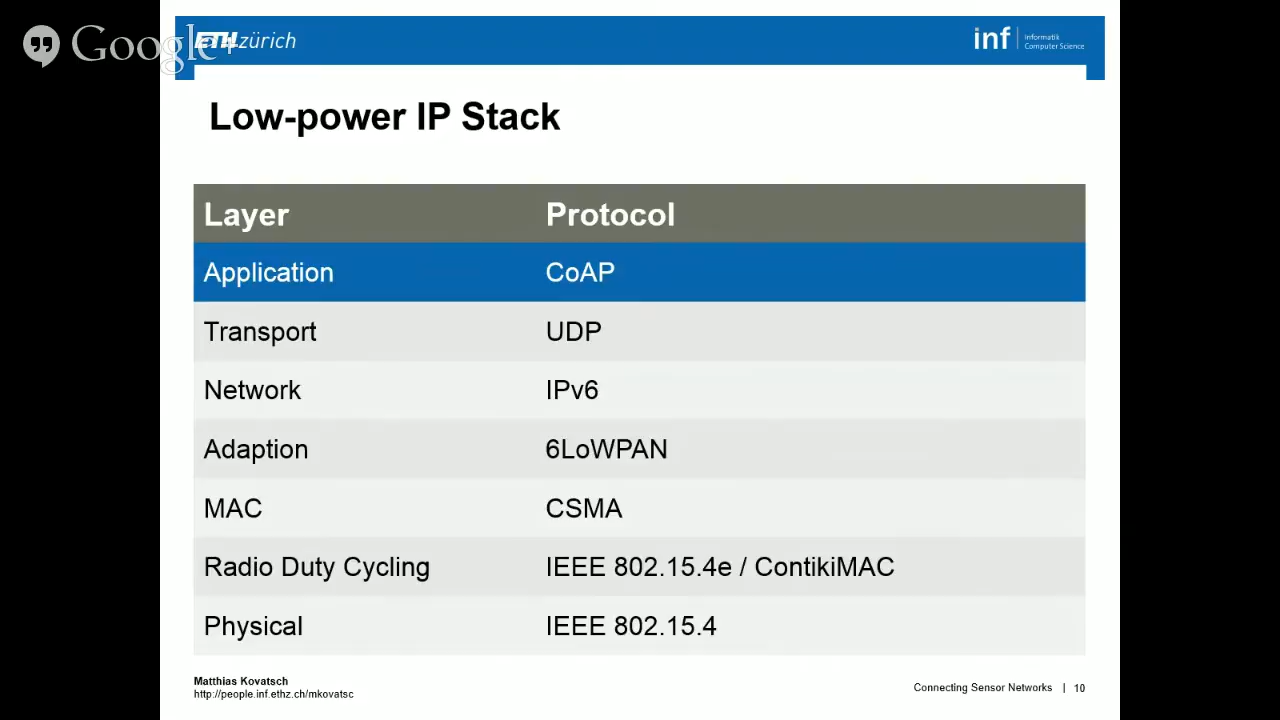 Google+
ETH zürich
inf
Informatik
Computer Science
Low-power IP Stack
Layer Protocol
Application CoAP
Transport UDP
Network IPv6
Adaption 6LoWPAN
MAC CSMA
Radio Duty Cycling IEEE 802.15.4e / ContikiMAC
Physical IEEE 802.15.4
Matthias Kovatsch
http://people.inf.ethz.ch/mkovatsc
Connecting Sensor Networks | 10